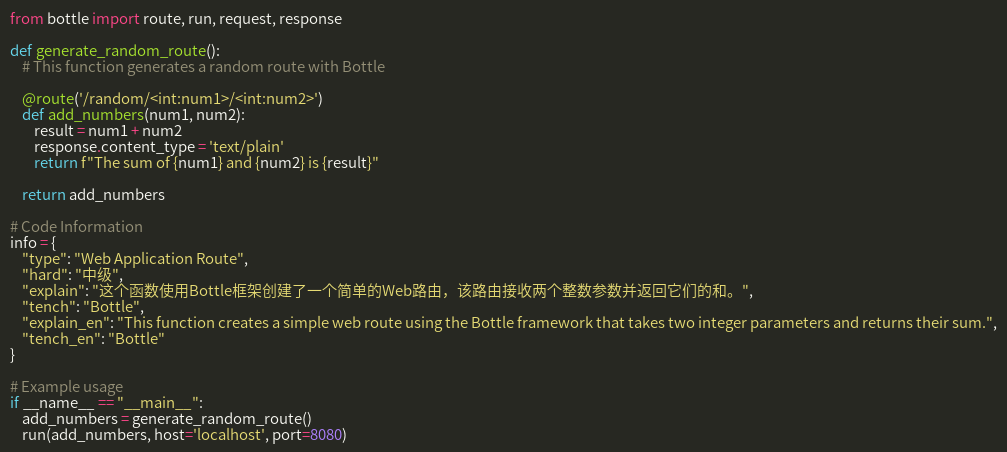 from bottle import route, run, request, response

def generate_random_route():
    # This function generates a random route with Bottle

    @route('/random/<int:num1>/<int:num2>')
    def add_numbers(num1, num2):
        result = num1 + num2
        response.content_type = 'text/plain'
        return f"The sum of {num1} and {num2} is {result}"

    return add_numbers

# Code Information
info = {
    "type": "Web Application Route",
    "hard": "中级",
    "explain": "这个函数使用Bottle框架创建了一个简单的Web路由，该路由接收两个整数参数并返回它们的和。",
    "tench": "Bottle",
    "explain_en": "This function creates a simple web route using the Bottle framework that takes two integer parameters and returns their sum.",
    "tench_en": "Bottle"
}

# Example usage
if __name__ == "__main__":
    add_numbers = generate_random_route()
    run(add_numbers, host='localhost', port=8080)